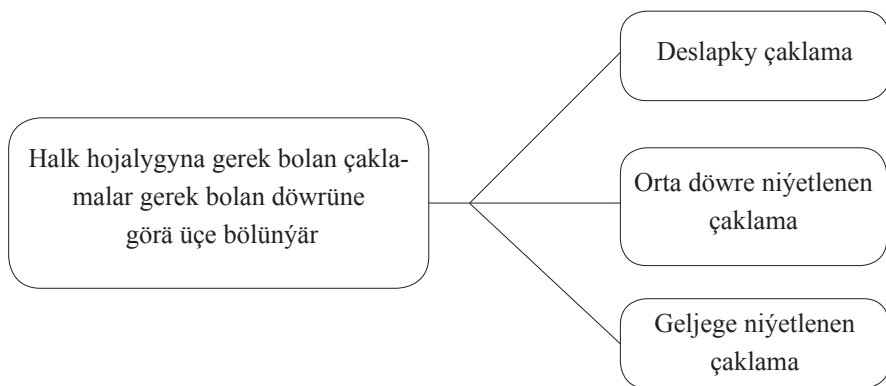 Halk hojalygyna gerek bolan çakla-
malar gerek bolan döwrüne
görä üçe bölünýär
Deslapky çaklama
Orta döwre niýetlenen
çaklama
Geljege niýetlenen
çaklama